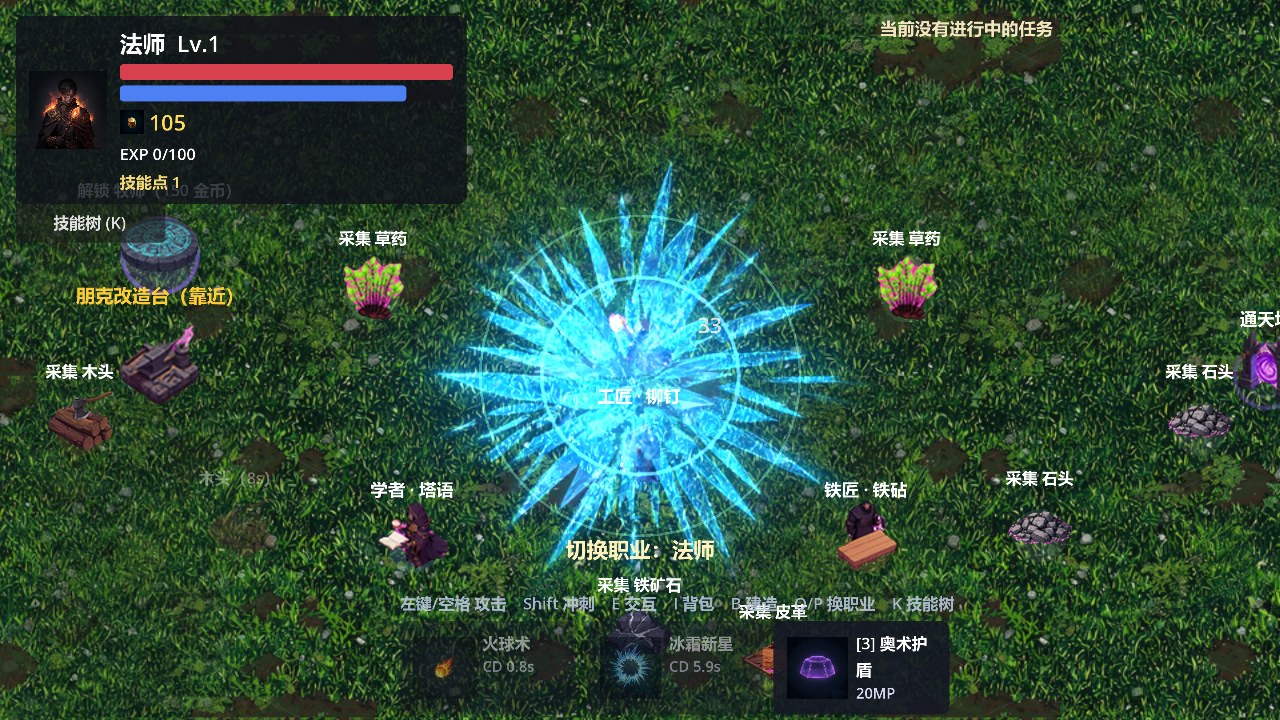 法师 Lv.1
当前没有进行中的任务
105
EXP 0/100
技能点 1
解锁 牧师 (150 金币)
技能树 (K)
采集 草药
采集 草药
朋克改造台（靠近）
33
采集 木头
采集 石头
工匠 · 铆钉
木头 (8s)
采集 石头
学者 · 塔语
铁匠 · 铁砧
切换职业：法师
采集 铁矿石
左键/空格 攻击 Shift 冲刺 E 交互 I 背包 B 建造 O/P 换职业 K 技能树
采集 皮革
火球术
CD 0.8s
冰霜新星
CD 5.9s
[3] 奥术护
盾
20MP